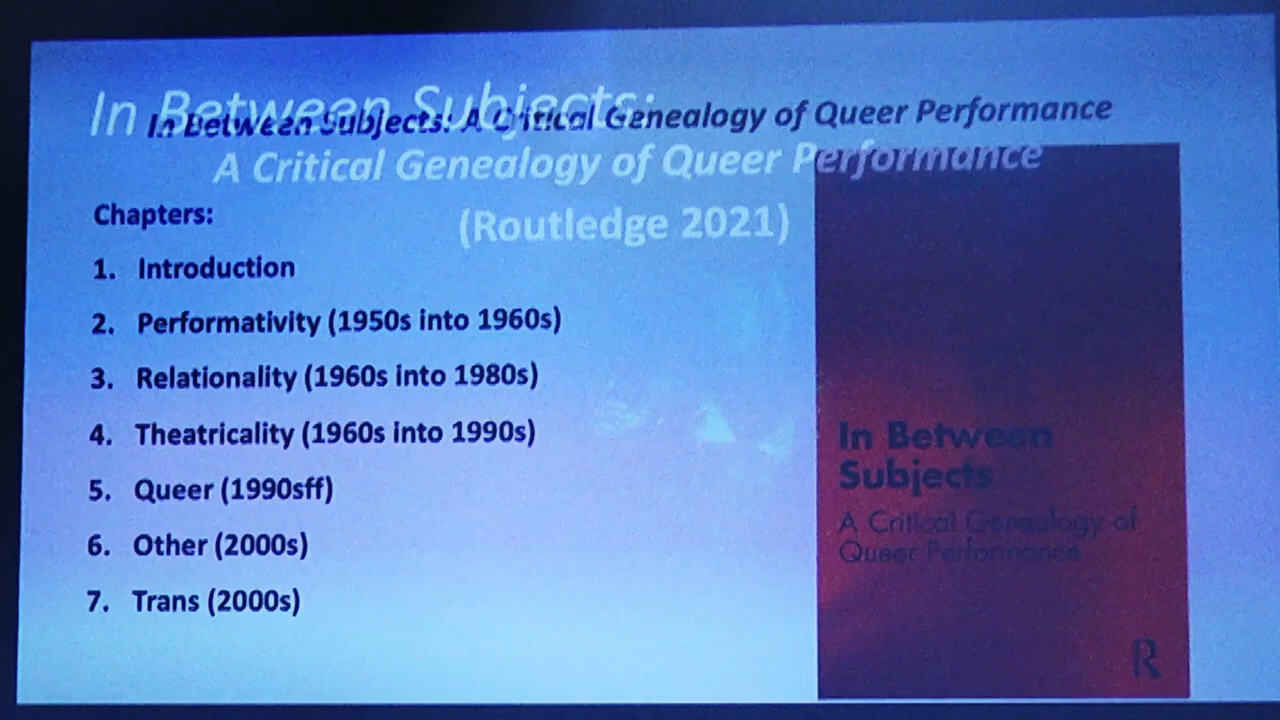 In Between Subjects:
In Between Subjects: A Critical Genealogy of Queer Performance
A Critical Genealogy of Queer Performance
(Routledge 2021)
Chapters:
1. Introduction
2. Performativity (1950s into 1960s)
3. Relationality (1960s into 1980s)
4. Theatricality (1960s into 1990s)
5. Queer (1990sff)
6. Other (2000s)
7. Trans (2000s)
In Between
Subjects
A Critical Genealogy of
Queer Performance
R